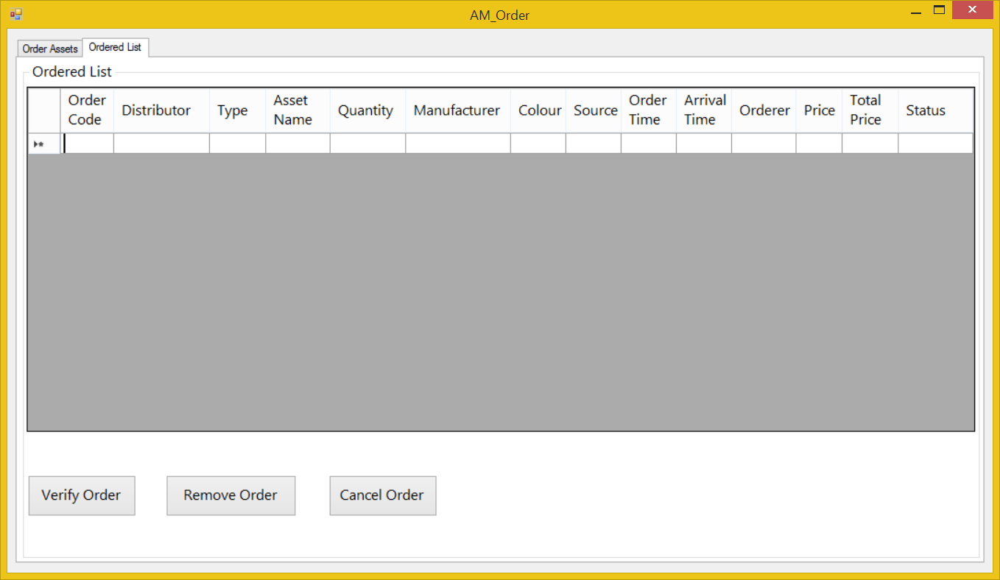 AM_Order
Order Assets
Ordered List
Ordered List
Order Code
Distributor
Type
Asset Name
Quantity
Manufacturer
Colour
Source
Order Time
Arrival Time
Orderer
Price
Total Price
Status
Verify Order
Remove Order
Cancel Order